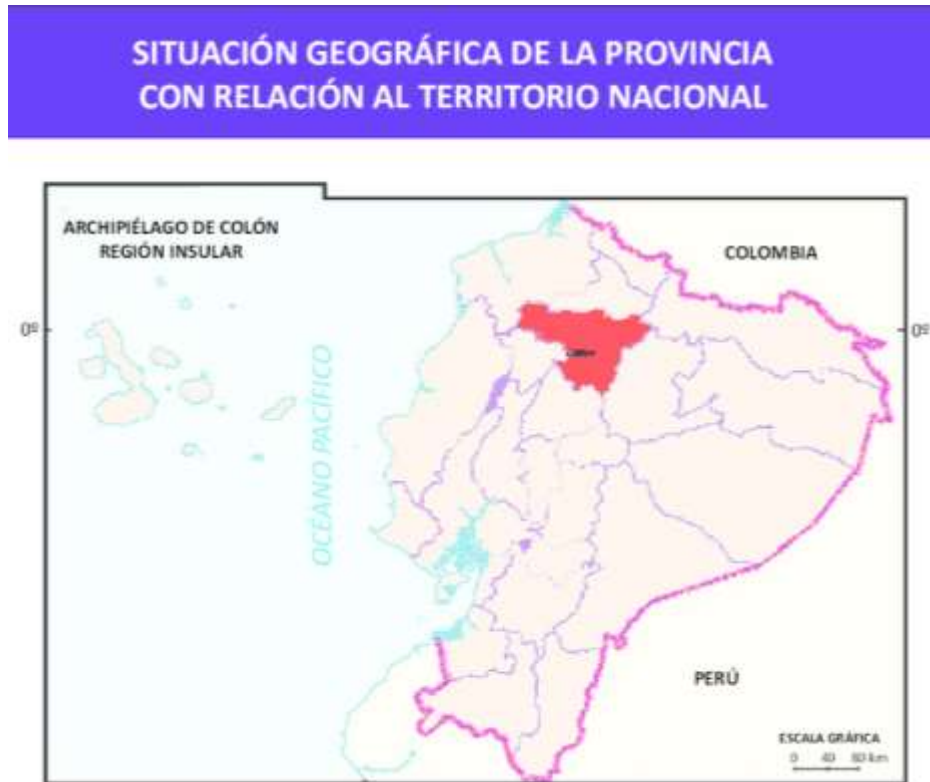 SITUACIÓN GEOGRÁFICA DE LA PROVINCIA
CON RELACIÓN AL TERRITORIO NACIONAL
ARCHIPIÉLAGO DE COLÓN
REGIÓN INSULAR
COLOMBIA
0º
0º
OCÉANO PACÍFICO
PERÚ
ESCALA GRÁFICA
0 40 80 km